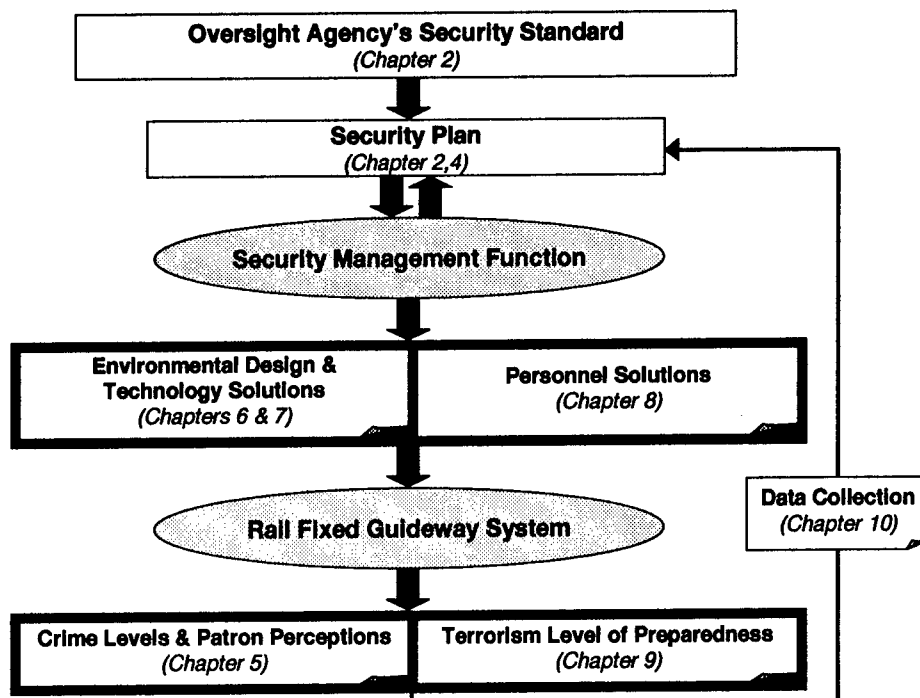 Oversight Agency's Security Standard
(Chapter 2)
Security Plan
(Chapter 2,4)
Security Management Function
Environmental Design &
Technology Solutions
(Chapters 6 & 7)
Personnel Solutions
(Chapter 8)
Rail Fixed Guideway System
Data Collection
(Chapter 10)
Crime Levels & Patron Perceptions
(Chapter 5)
Terrorism Level of Preparedness
(Chapter 9)